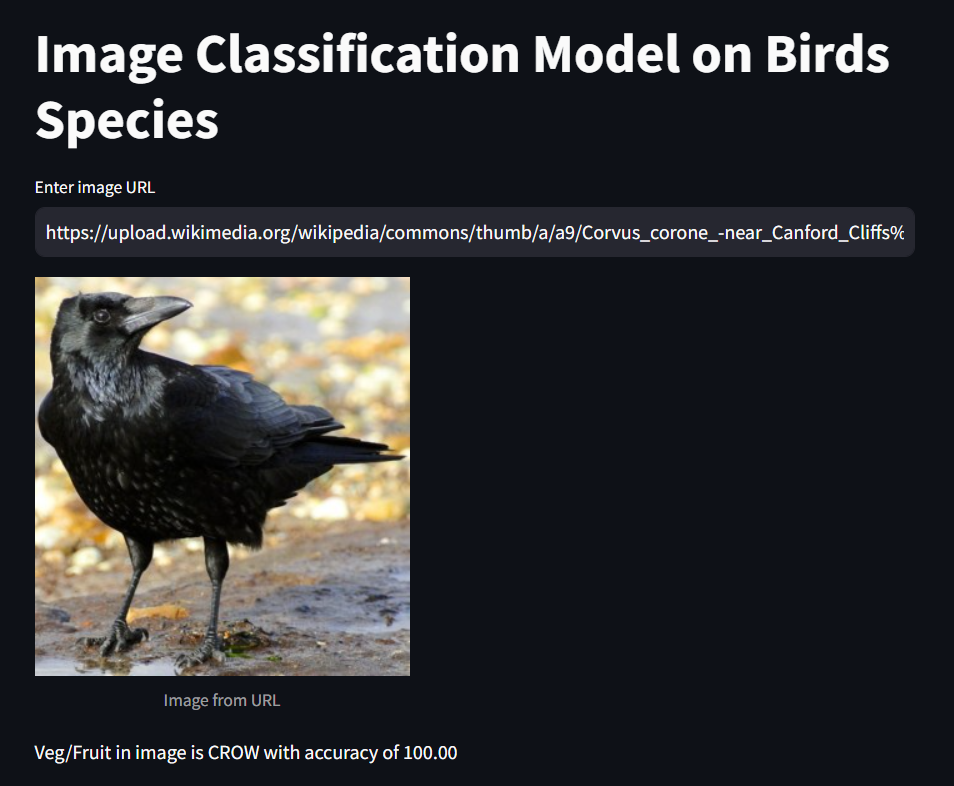 Image Classification Model on Birds
Species
Enter image URL
https://upload.wikimedia.org/wikipedia/commons/thumb/a/a9/Corvus_corone_-near_Canford_Cliffs%
Image from URL
Veg/Fruit in image is CROW with accuracy of 100.00